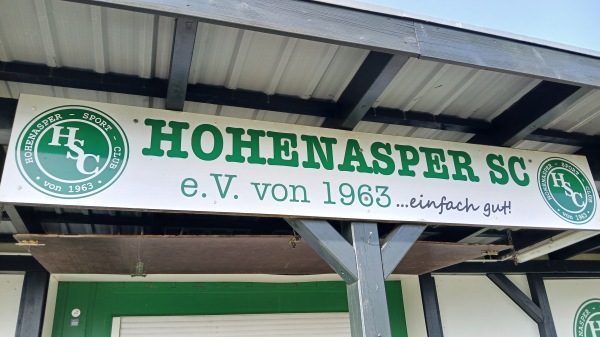 HOHENASPER - SPORT - CLUB
HSC
- von 1963 -
HOHENASPER SC
e.V. von 1963 ...einfach gut!
HOHENASPER - SPORT - CLUB
HSC
- von 1963 -